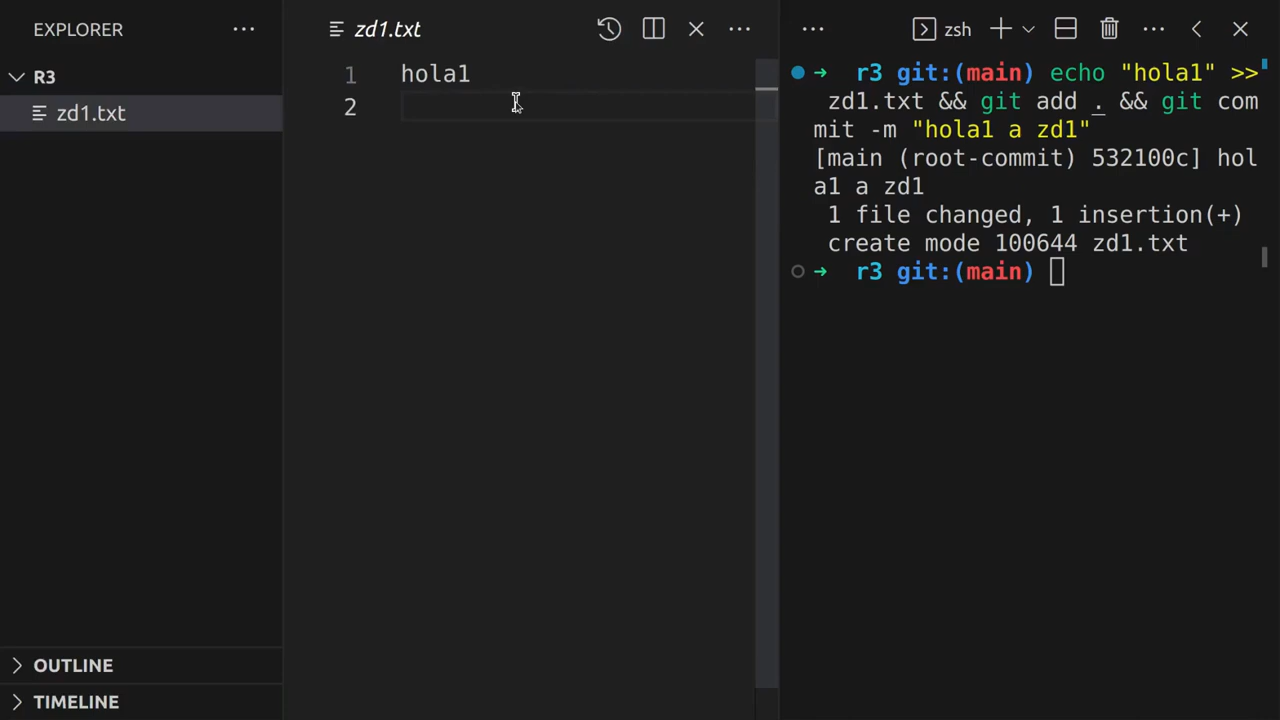 EXPLORER
R3
zd1.txt
OUTLINE
TIMELINE
zd1.txt
1 hola1
2
zsh
➜ r3 git:(main) echo "hola1" >>
zd1.txt && git add . && git com
mit -m "hola1 a zd1"
[main (root-commit) 532100c] hol
a1 a zd1
1 file changed, 1 insertion(+)
create mode 100644 zd1.txt
➜ r3 git:(main)